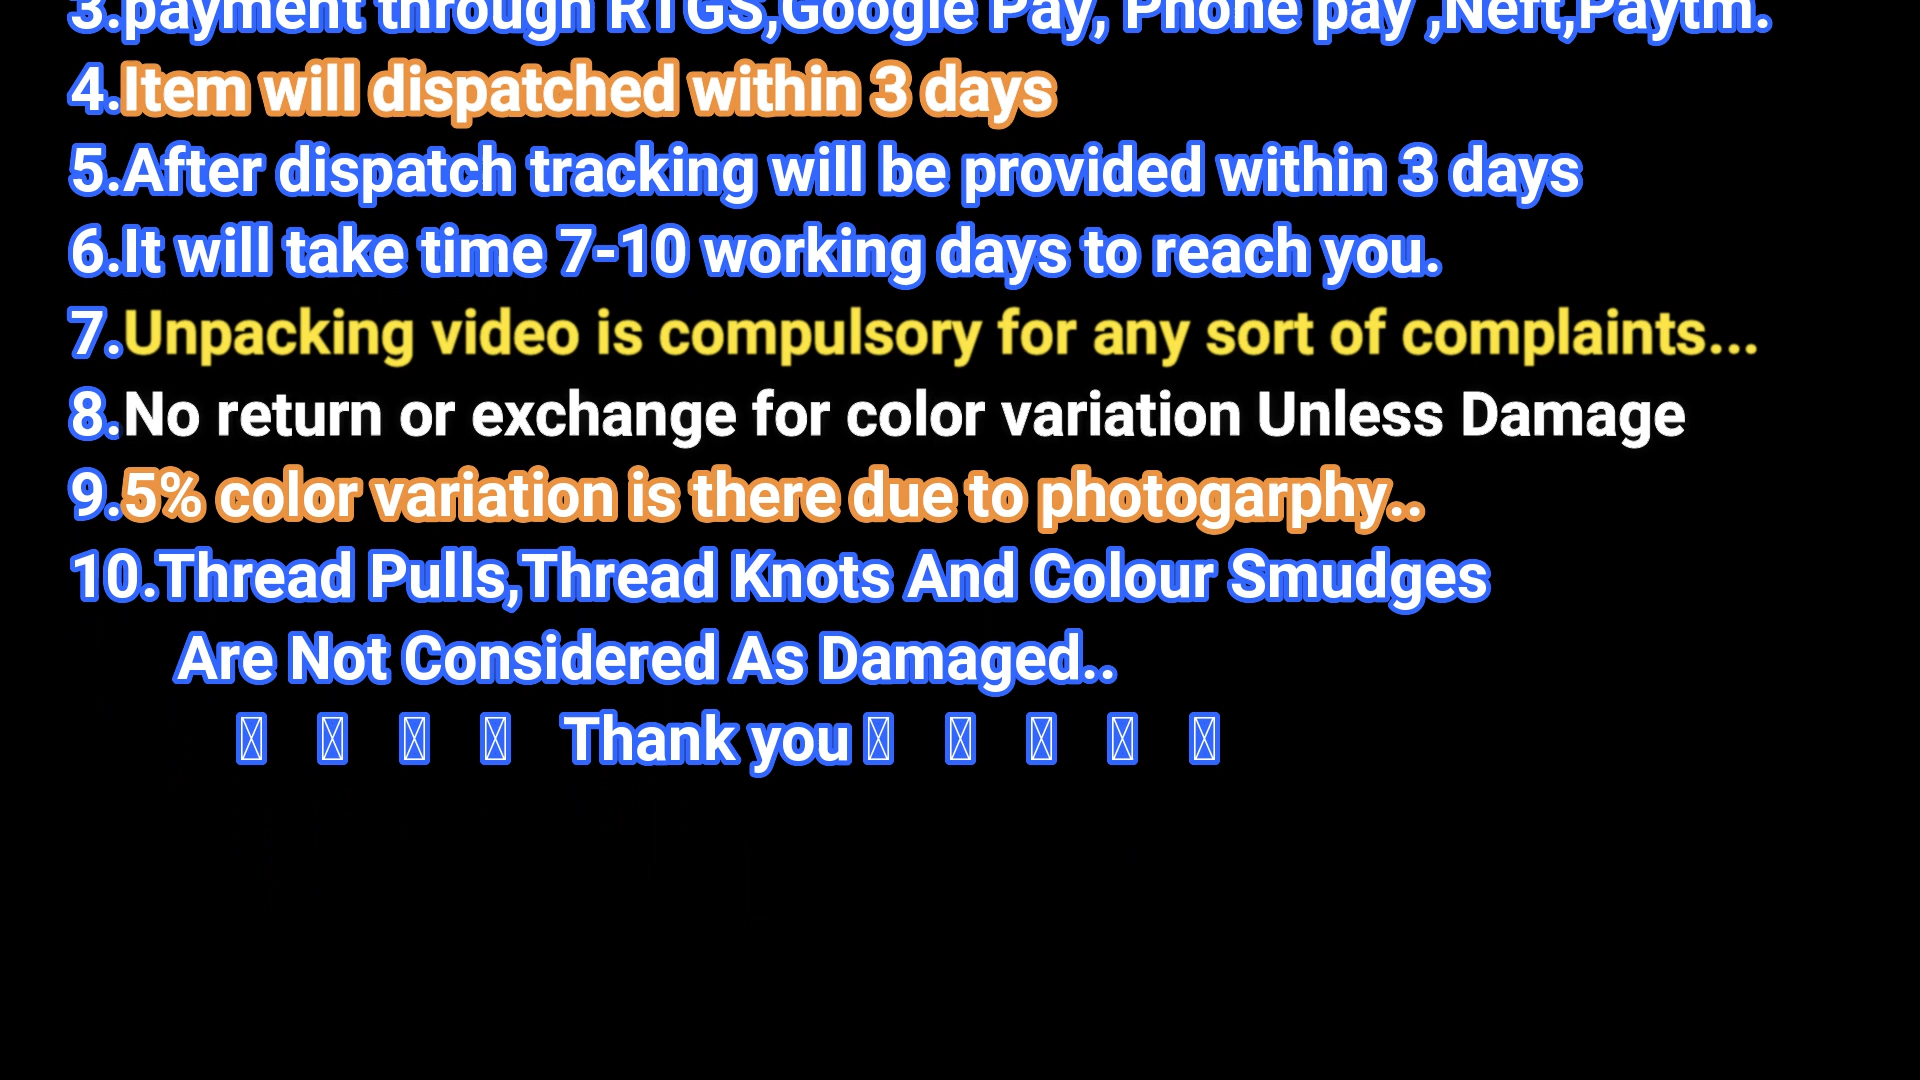 3.payment through RTGS,Google Pay, Phone pay ,Neft,Paytm.
4.Item will dispatched within 3 days
5.After dispatch tracking will be provided within 3 days
6.It will take time 7-10 working days to reach you.
7.Unpacking video is compulsory for any sort of complaints...
8.No return or exchange for color variation Unless Damage
9.5% color variation is there due to photogarphy..
10.Thread Pulls,Thread Knots And Colour Smudges
Are Not Considered As Damaged..
Thank you